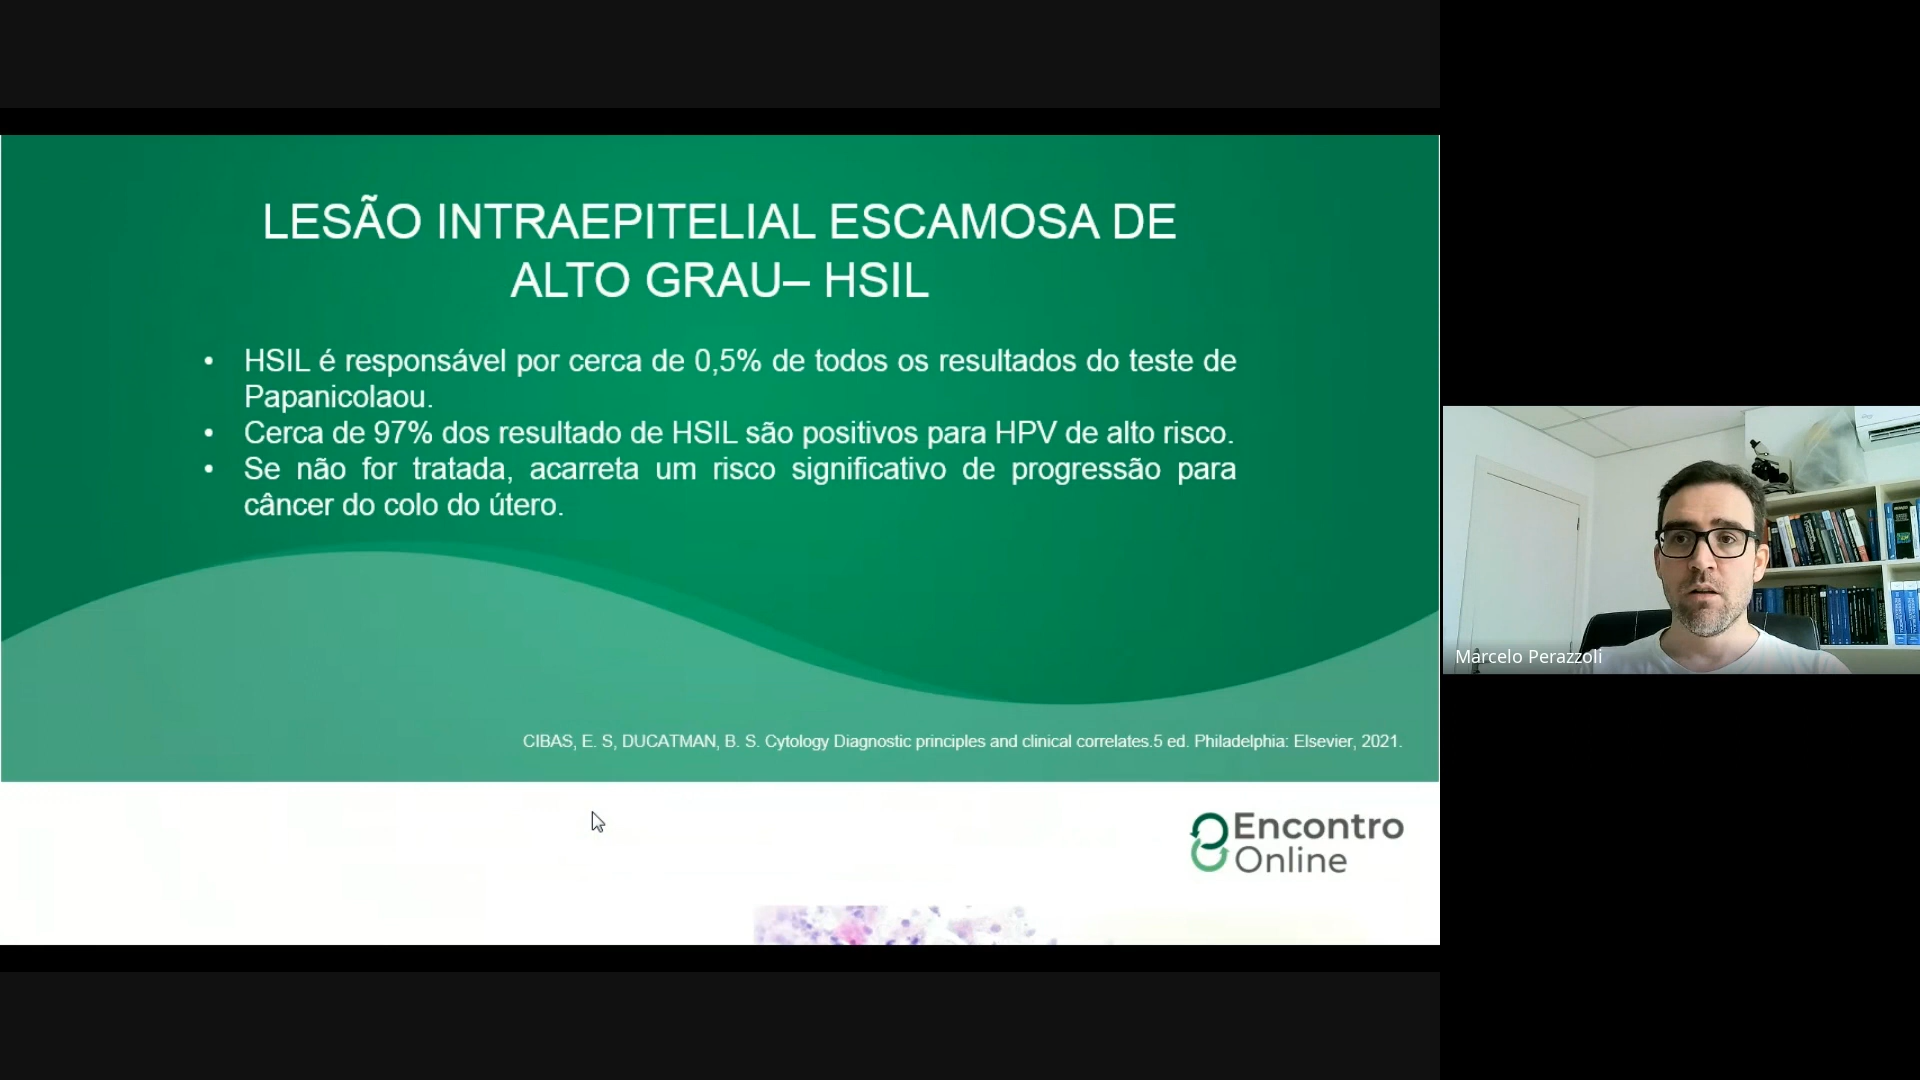 LESÃO INTRAEPITELIAL ESCAMOSA DE
ALTO GRAU– HSIL
• HSIL é responsável por cerca de 0,5% de todos os resultados do teste de
Papanicolaou.
• Cerca de 97% dos resultado de HSIL são positivos para HPV de alto risco.
• Se não for tratada, acarreta um risco significativo de progressão para
câncer do colo do útero.
CIBAS, E. S, DUCATMAN, B. S. Cytology Diagnostic principles and clinical correlates.5 ed. Philadelphia: Elsevier, 2021.
Encontro
Online
Marcelo Perazzoli